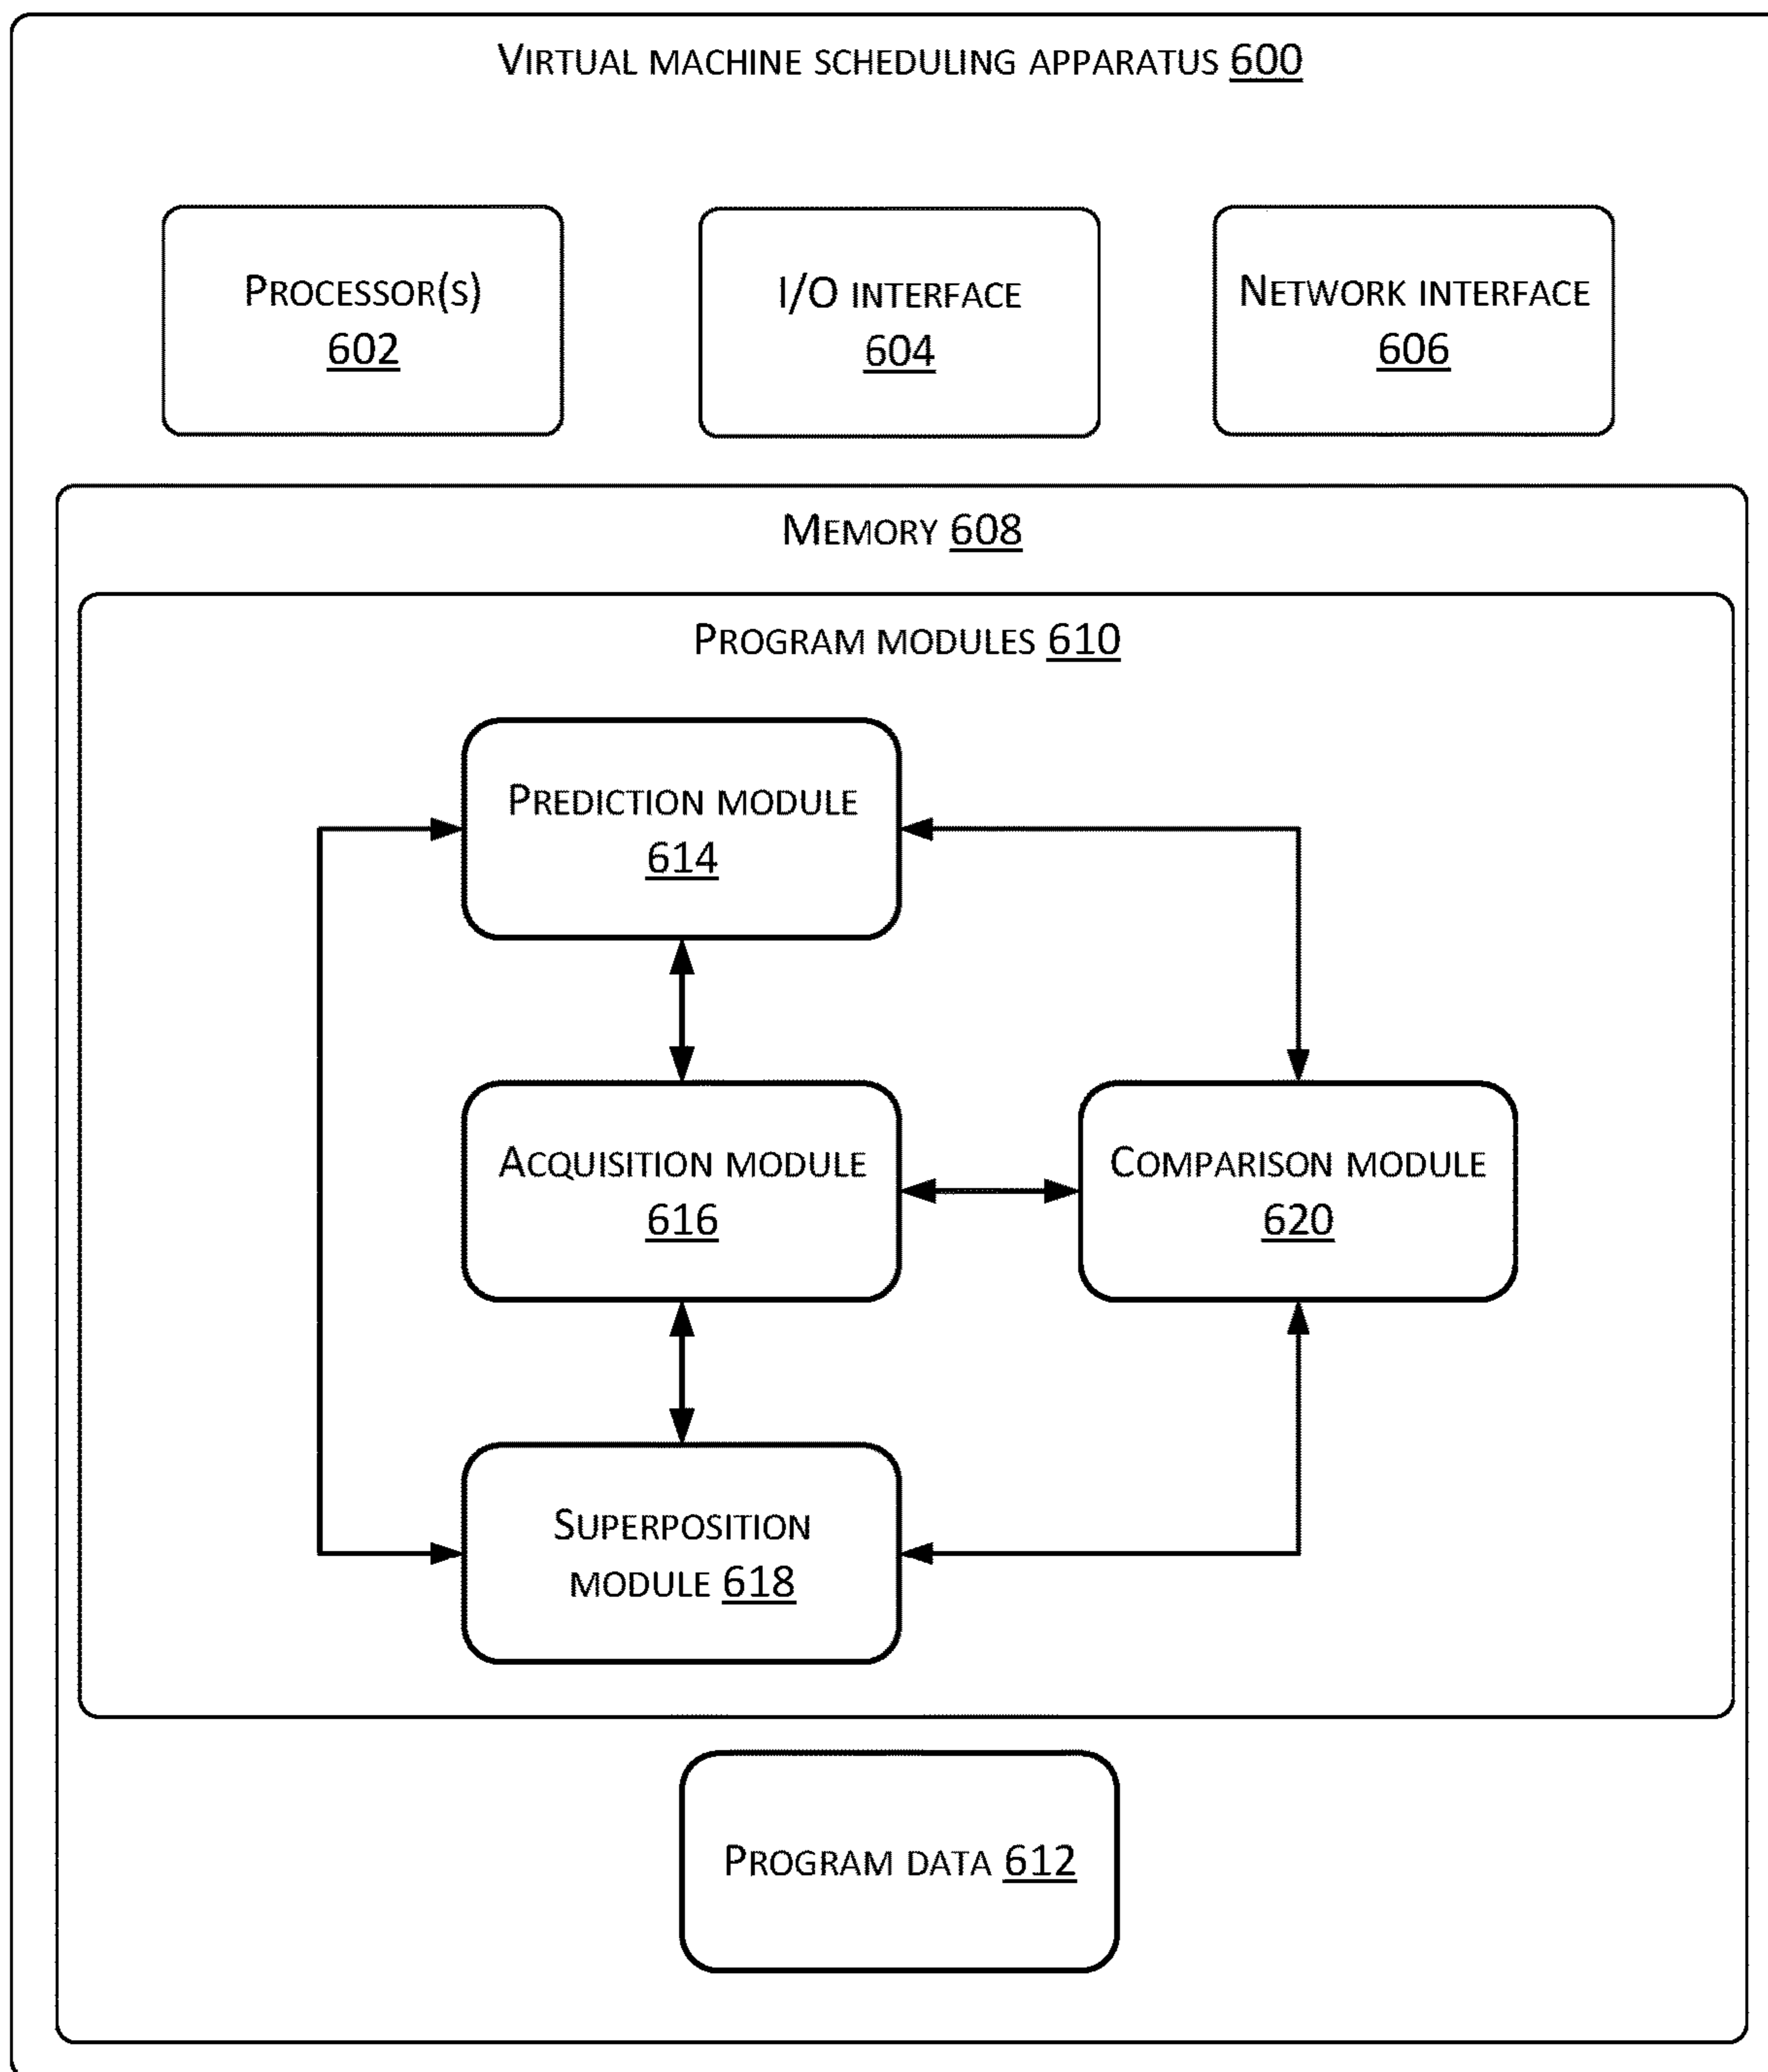 Virtual machine scheduling apparatus 600
Processor(s)
602
I/O interface
604
Network interface
606
Memory 608
Program modules 610
Prediction module
614
Acquisition module
616
Comparison module
620
Superposition
module 618
Program data 612